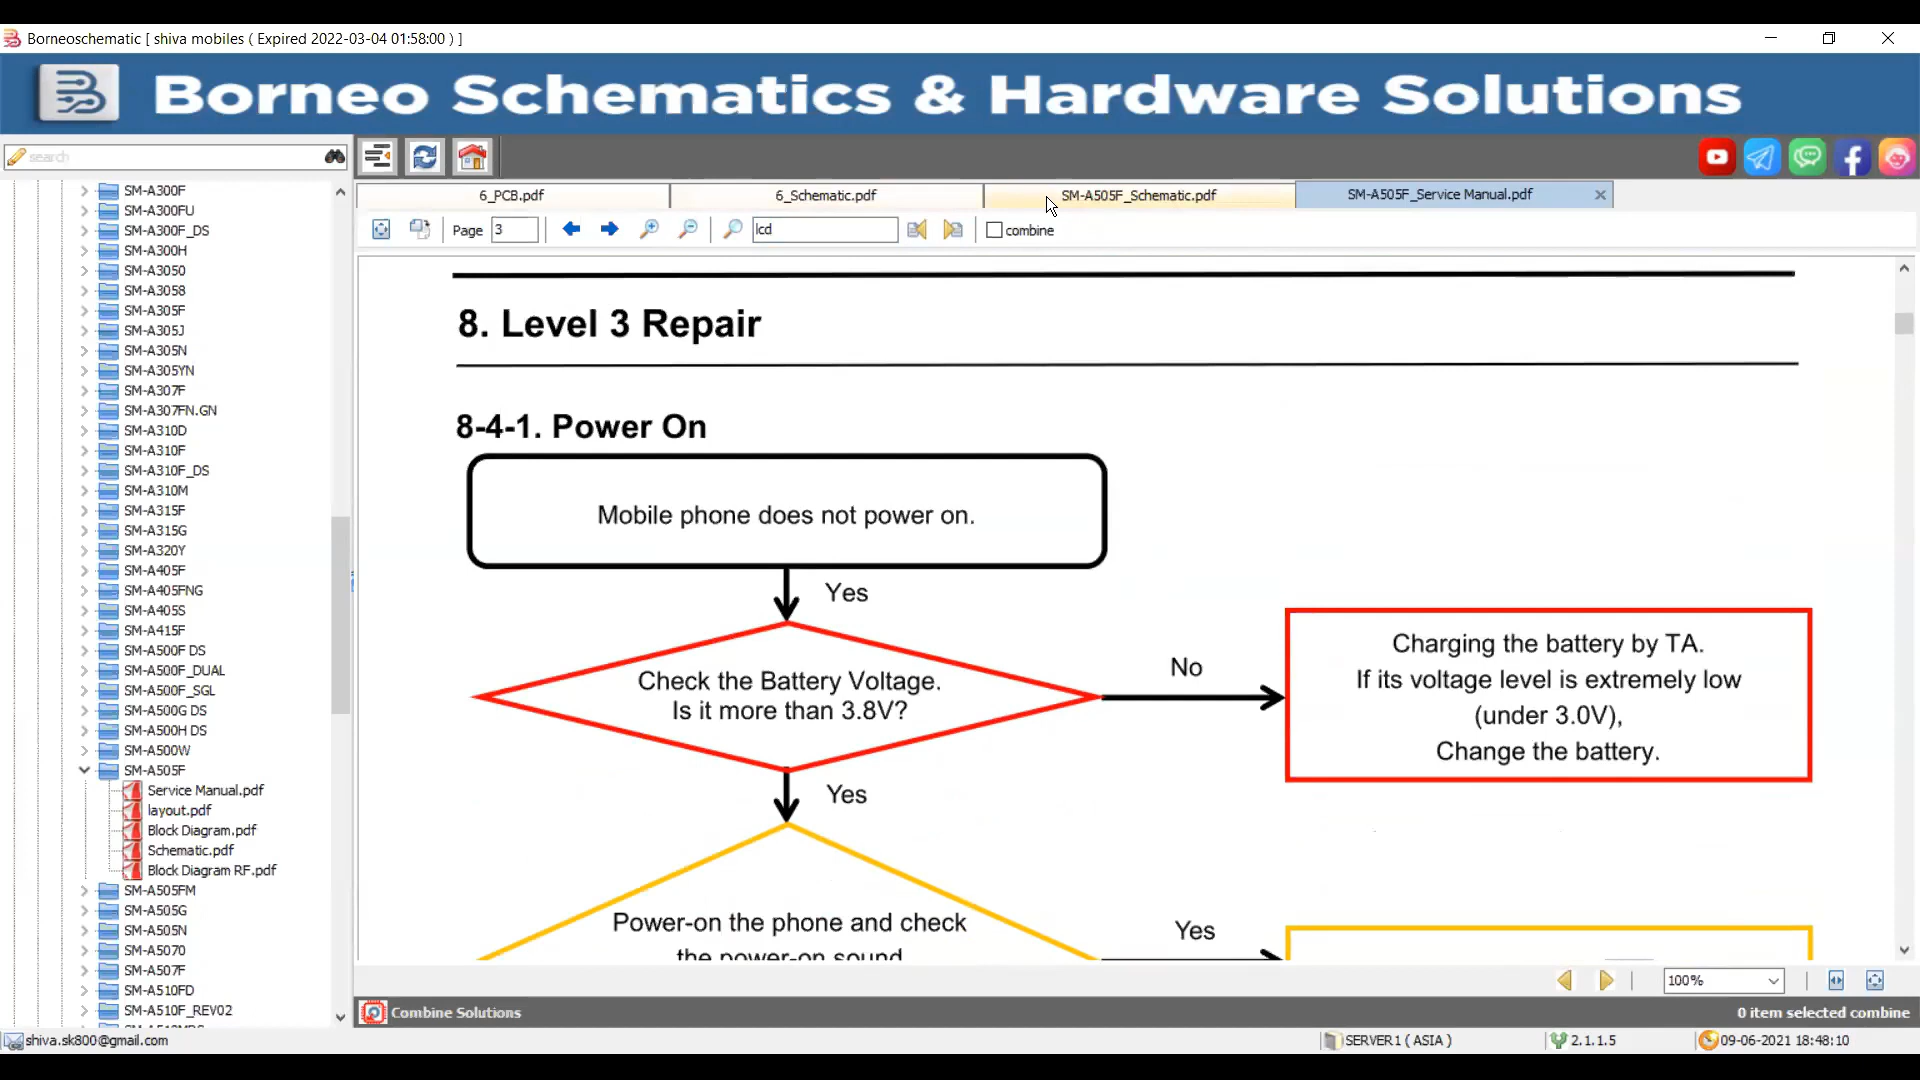 Borneoschematic [ shiva mobiles ( Expired 2022-03-04 01:58:00 ) ]
Borneo Schematics & Hardware Solutions
search
6_PCB.pdf
6_Schematic.pdf
SM-A505F_Schematic.pdf
SM-A505F_Service Manual.pdf
Page 3
lcd
combine
SM-A300F
SM-A300FU
SM-A300F_DS
SM-A300H
SM-A3050
SM-A3058
SM-A305F
SM-A305J
SM-A305N
SM-A305YN
SM-A307F
SM-A307FN.GN
SM-A310D
SM-A310F
SM-A310F_DS
SM-A310M
SM-A315F
SM-A315G
SM-A320Y
SM-A405F
SM-A405FNG
SM-A405S
SM-A415F
SM-A500F DS
SM-A500F_DUAL
SM-A500F_SGL
SM-A500G DS
SM-A500H DS
SM-A500W
SM-A505F
Service Manual.pdf
layout.pdf
Block Diagram.pdf
Schematic.pdf
Block Diagram RF.pdf
SM-A505FM
SM-A505G
SM-A505N
SM-A5070
SM-A507F
SM-A510FD
SM-A510F_REV02
8. Level 3 Repair
8-4-1. Power On
Mobile phone does not power on.
Yes
Check the Battery Voltage.
Is it more than 3.8V?
No
Charging the battery by TA.
If its voltage level is extremely low
(under 3.0V),
Change the battery.
Yes
Power-on the phone and check
the power-on sound
Yes
100%
Combine Solutions
0 item selected combine
shiva.sk800@gmail.com
SERVER1 ( ASIA )
2.1.1.5
09-06-2021 18:48:10